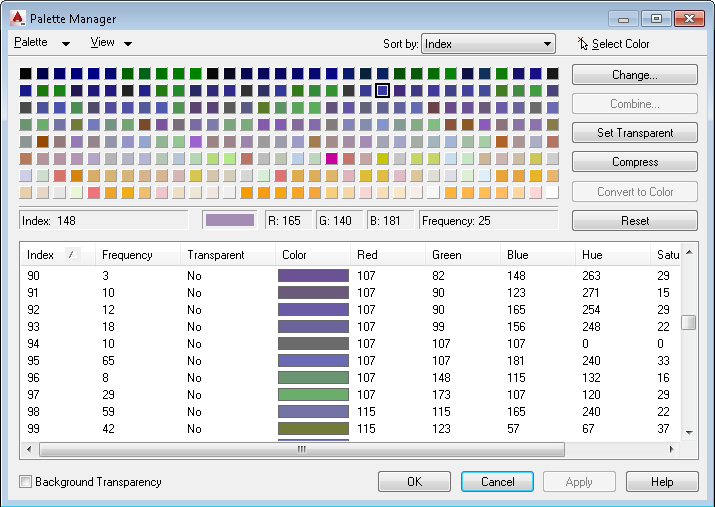 Palette Manager
Palette View Sort by: Index Select Color
Change...
Combine...
Set Transparent
Compress
Convert to Color
Index: 148 R: 165 G: 140 B: 181 Frequency: 25 Reset
Index Frequency Transparent Color Red Green Blue Hue Satu
90 3 No 107 82 148 263 29
91 10 No 107 90 123 271 15
92 12 No 107 90 165 254 29
93 18 No 107 99 156 248 22
94 10 No 107 107 107 0 0
95 65 No 107 107 181 240 33
96 8 No 107 148 115 132 16
97 29 No 107 173 107 120 29
98 59 No 115 115 165 240 22
99 42 No 115 123 57 67 37
Background Transparency OK Cancel Apply Help